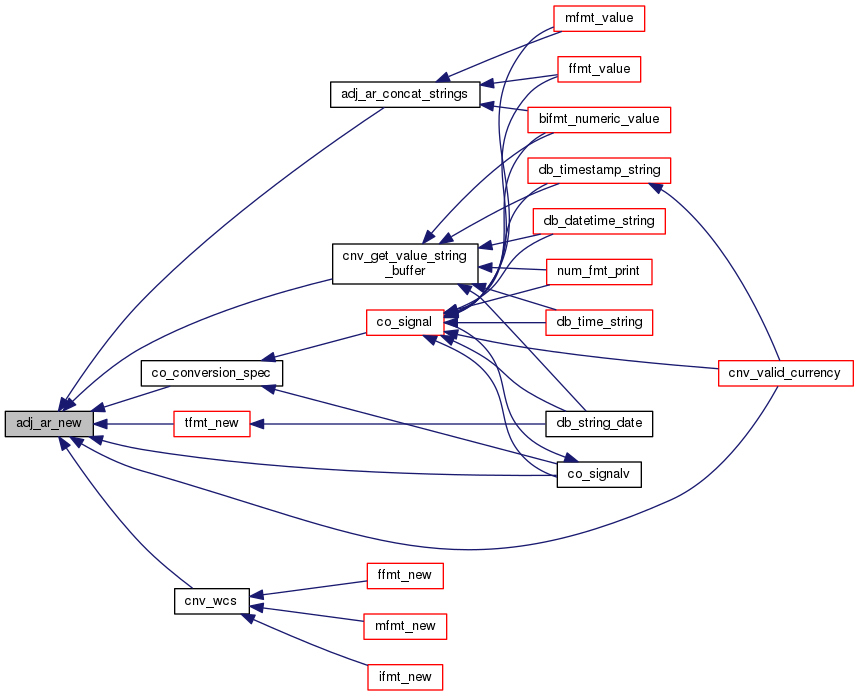 mfmt_value
ffmt_value
adj_ar_concat_strings
bifmt_numeric_value
db_timestamp_string
db_datetime_string
cnv_get_value_string
_buffer
num_fmt_print
co_signal
db_time_string
co_conversion_spec
cnv_valid_currency
adj_ar_new
tfmt_new
db_string_date
co_signalv
ffmt_new
cnv_wcs
mfmt_new
ifmt_new